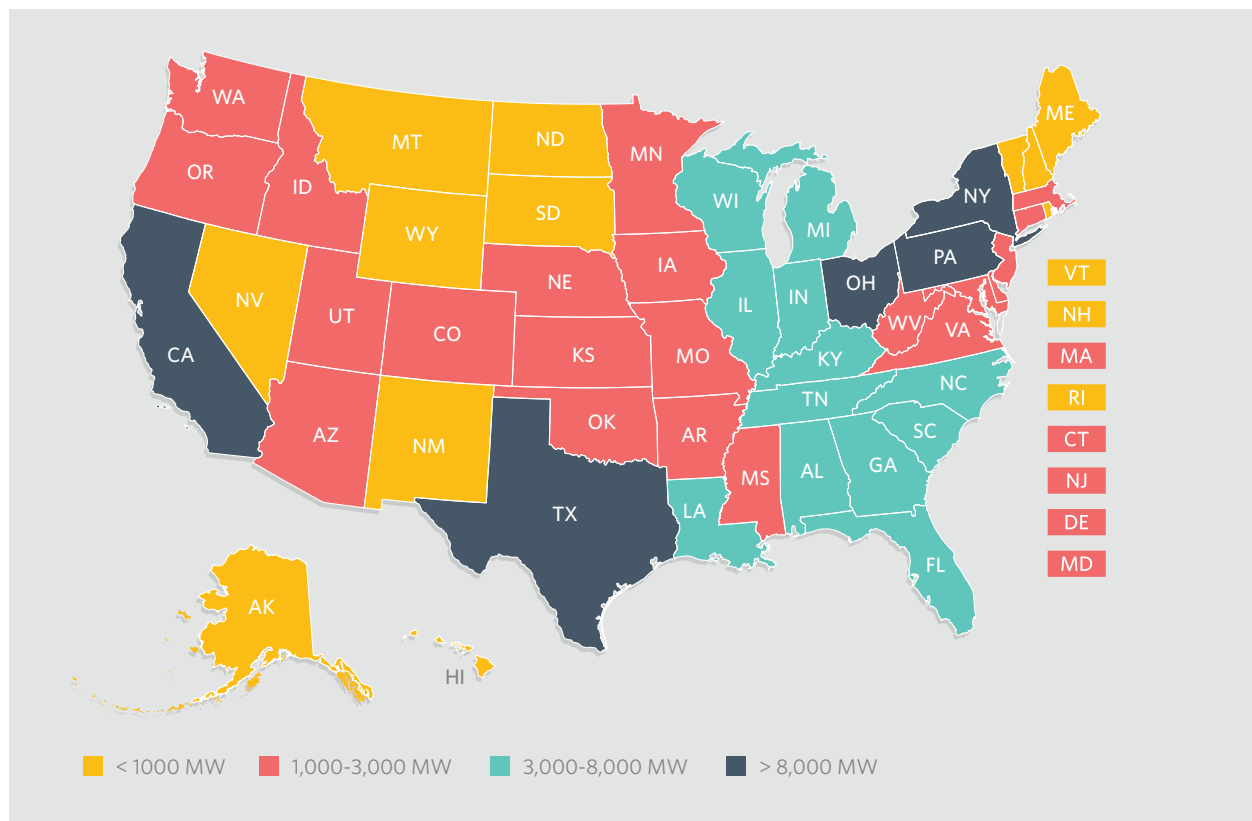 WA
MT
ND
MN
ME
OR
ID
SD
WI
MI
NY
WY
NV
UT
CO
NE
IA
IL
IN
OH
PA
VT
NH
CA
KS
MO
KY
WV
VA
MA
RI
AZ
NM
OK
AR
TN
NC
SC
CT
TX
LA
MS
AL
GA
NJ
DE
FL
MD
AK
HI
< 1000 MW
1,000-3,000 MW
3,000-8,000 MW
> 8,000 MW